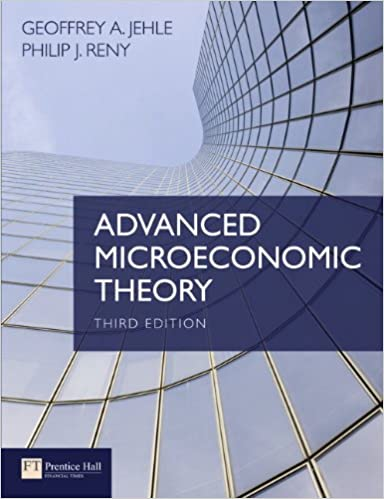 GEOFFREY A. JEHLE
PHILIP J. RENY
ADVANCED
MICROECONOMIC
THEORY
THIRD EDITION
FT Prentice Hall
FINANCIAL TIMES